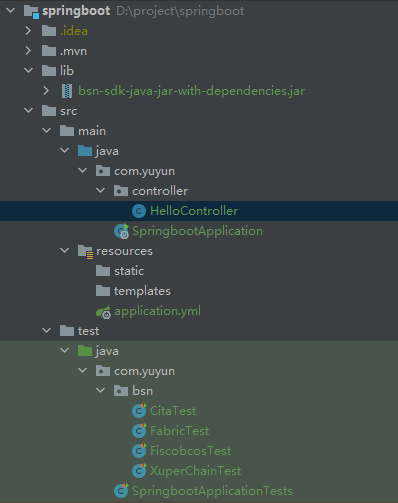 springboot D:\project\springboot
.idea
.mvn
lib
bsn-sdk-java-jar-with-dependencies.jar
src
main
java
com.yuyun
controller
HelloController
SpringbootApplication
resources
static
templates
application.yml
test
java
com.yuyun
bsn
CitaTest
FabricTest
FiscobcosTest
XuperChainTest
SpringbootApplicationTests